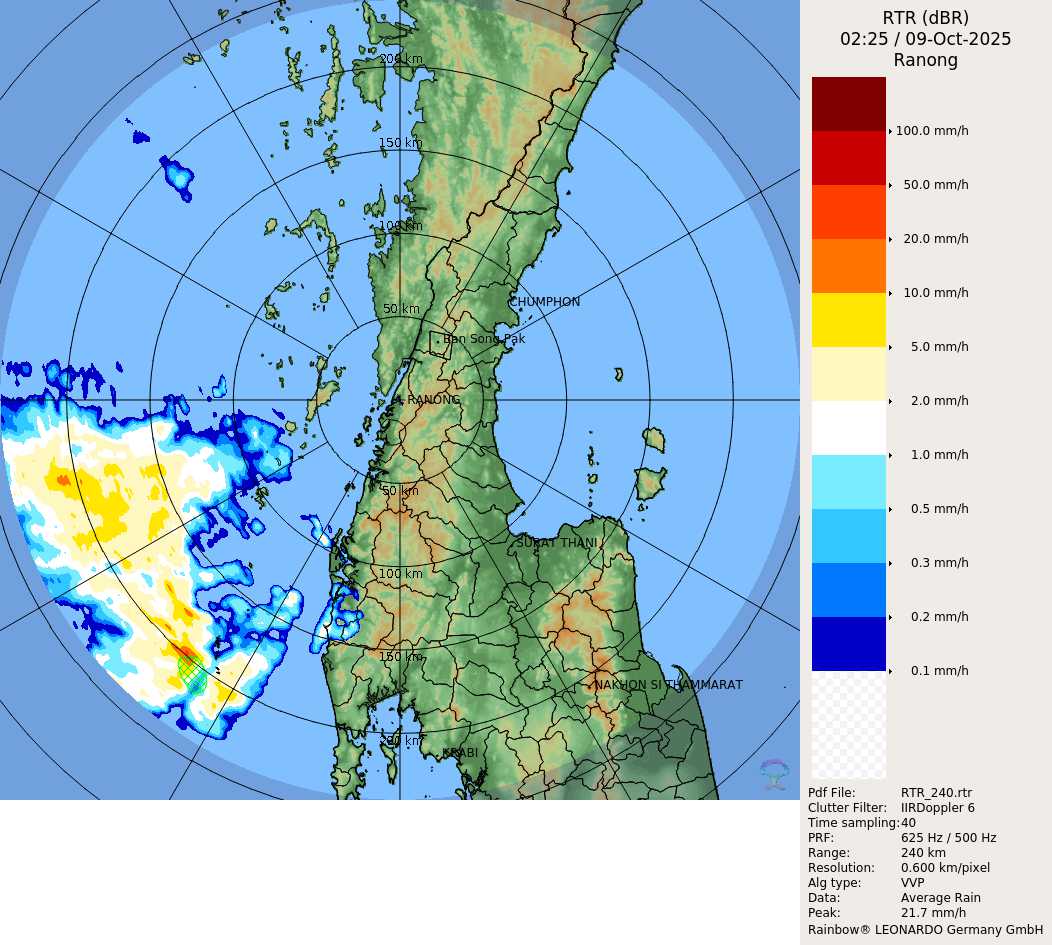 RTR (dBR)
02:25 / 09-Oct-2025
Ranong
200 km
150 km
100 km
50 km
CHUMPHON
Ban Song Pak
RANONG
50 km
SURAT THANI
100 km
150 km
NAKHON SI THAMMARAT
200 km
KRABI
100.0 mm/h
50.0 mm/h
20.0 mm/h
10.0 mm/h
5.0 mm/h
2.0 mm/h
1.0 mm/h
0.5 mm/h
0.3 mm/h
0.2 mm/h
0.1 mm/h
Pdf File: RTR_240.rtr
Clutter Filter: IIRDoppler 6
Time sampling: 40
PRF: 625 Hz / 500 Hz
Range: 240 km
Resolution: 0.600 km/pixel
Alg type: VVP
Data: Average Rain
Peak: 21.7 mm/h
Rainbow® LEONARDO Germany GmbH